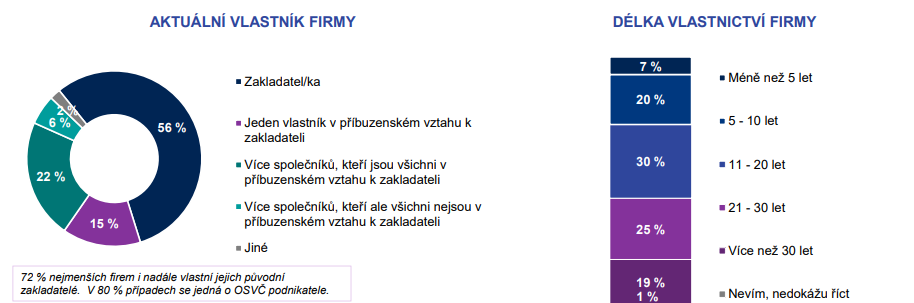 AKTUÁLNÍ VLASTNÍK FIRMY
56 %
15 %
22 %
6 %
2 %
Zakladatel/ka
Jeden vlastník v příbuzenském vztahu k
zakladateli
Více společníků, kteří jsou všichni v
příbuzenském vztahu k zakladateli
Více společníků, kteří ale všichni nejsou v
příbuzenském vztahu k zakladateli
Jiné
72 % nejmenších firem i nadále vlastní jejich původní
zakladatelé. V 80 % případech se jedná o OSVČ podnikatele.
DÉLKA VLASTNICTVÍ FIRMY
7 %
20 %
30 %
25 %
19 %
1 %
Méně než 5 let
5 - 10 let
11 - 20 let
21 - 30 let
Více než 30 let
Nevím, nedokážu říct